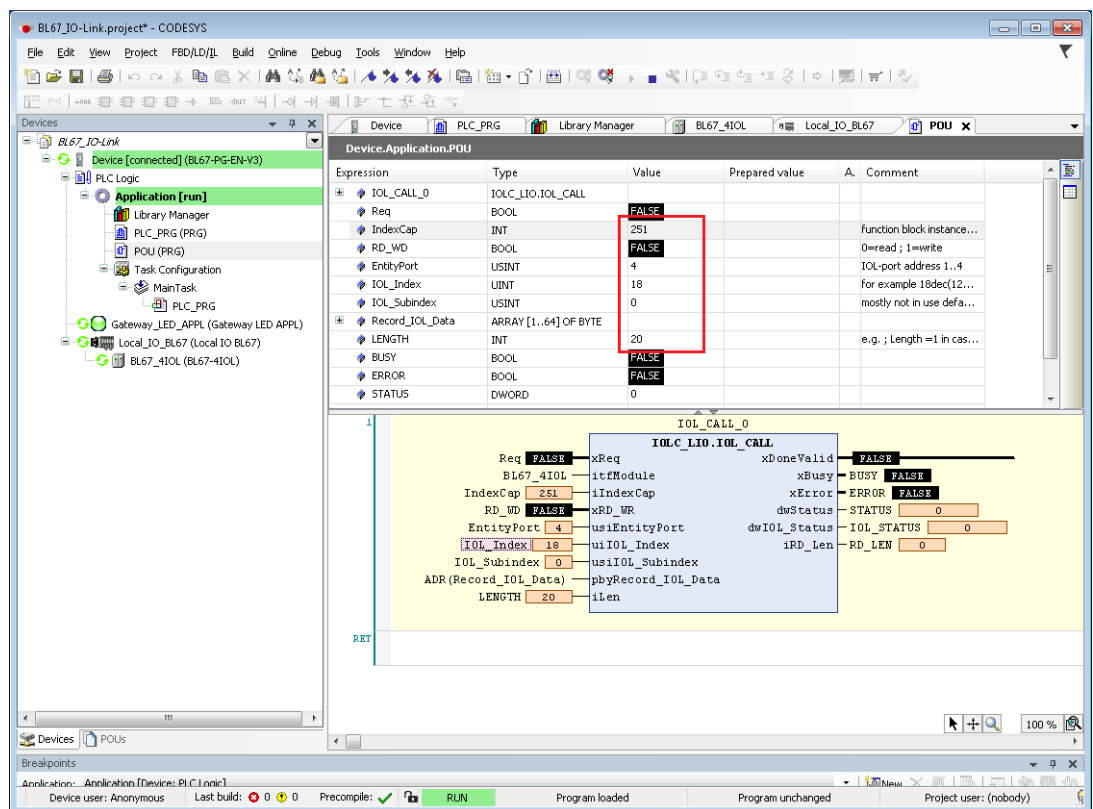 BL67_IO-Link.project* - CODESYS
File Edit View Project FBD/LD/IL Build Online Debug Tools Window Help
Devices
BL67_IO-Link
Device [connected] (BL67-PG-EN-V3)
PLC Logic
Application [run]
Library Manager
PLC_PRG (PRG)
POU (PRG)
Task Configuration
MainTask
PLC_PRG
Gateway_LED_APPL (Gateway LED APPL)
Local_IO_BL67 (Local IO BL67)
BL67_4IOL (BL67-4IOL)
Devices POUs
Device PLC_PRG Library Manager BL67_4IOL Local_IO_BL67 POU
Device.Application.POU
Expression Type Value Prepared value A. Comment
IOL_CALL_0 IOLC_LIO.IOL_CALL
Req BOOL FALSE
IndexCap INT 251 function block instance...
RD_WD BOOL FALSE 0=read ; 1=write
EntityPort USINT 4 IOL-port address 1..4
IOL_Index UINT 18 for example 18dec(12...
IOL_Subindex USINT 0 mostly not in use defa...
Record_IOL_Data ARRAY [1..64] OF BYTE
LENGTH INT 20 e.g. ; Length =1 in cas...
BUSY BOOL FALSE
ERROR BOOL FALSE
STATUS DWORD 0
1
IOL_CALL_0
IOLC_LIO.IOL_CALL
Req FALSE xReq xDoneValid FALSE
BL67_4IOL itfModule xBusy BUSY FALSE
IndexCap 251 iIndexCap xError ERROR FALSE
RD_WD FALSE xRD_WR dwStatus STATUS 0
EntityPort 4 usiEntityPort dwIOL_Status IOL_STATUS 0
IOL_Index 18 uiIOL_Index iRD_Len RD_LEN 0
IOL_Subindex 0 usiIOL_Subindex
ADR(Record_IOL_Data) pbyRecord_IOL_Data
LENGTH 20 iLen
RET
100 %
Breakpoints
Application: Application [Device: PLC Logic] New
Device user: Anonymous Last build: 0 0 Precompile: RUN Program loaded Program unchanged Project user: (nobody)